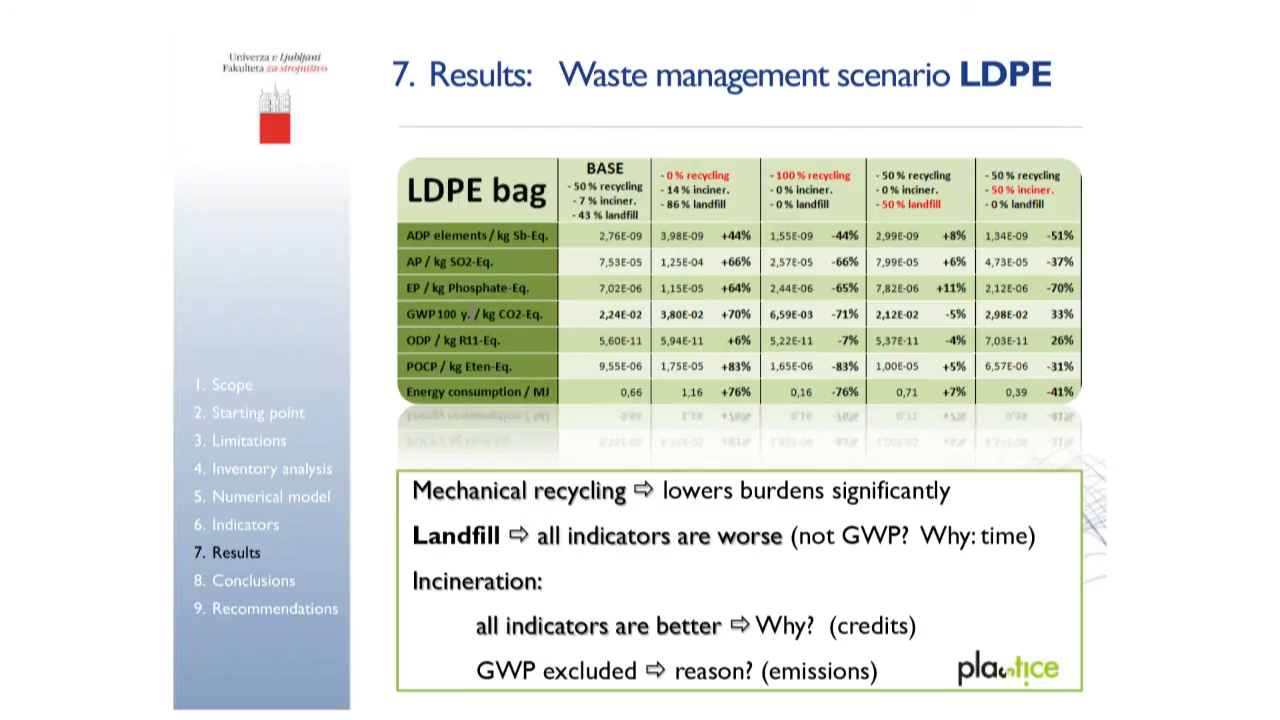 Univerza v Ljubljani
Fakulteta za strojništvo
7. Results: Waste management scenario LDPE
LDPE bag
BASE
- 50 % recycling
- 7 % inciner.
- 43 % landfill
- 0 % recycling
- 14 % inciner.
- 86 % landfill
- 100 % recycling
- 0 % inciner.
- 0 % landfill
- 50 % recycling
- 0 % inciner.
- 50 % landfill
- 50 % recycling
- 50 % inciner.
- 0 % landfill
ADP elements / kg Sb-Eq. 2,76E-09 3,98E-09 +44% 1,55E-09 -44% 2,99E-09 +8% 1,34E-09 -51%
AP / kg SO2-Eq. 7,53E-05 1,25E-04 +66% 2,57E-05 -66% 7,99E-05 +6% 4,73E-05 -37%
EP / kg Phosphate-Eq. 7,02E-06 1,15E-05 +64% 2,44E-06 -65% 7,82E-06 +11% 2,12E-06 -70%
GWP100 y. / kg CO2-Eq. 2,24E-02 3,80E-02 +70% 6,59E-03 -71% 2,12E-02 -5% 2,98E-02 33%
ODP / kg R11-Eq. 5,60E-11 5,94E-11 +6% 5,22E-11 -7% 5,37E-11 -4% 7,03E-11 26%
POCP / kg Eten-Eq. 9,55E-06 1,75E-05 +83% 1,65E-06 -83% 1,00E-05 +5% 6,57E-06 -31%
Energy consumption / MJ 0,66 1,16 +76% 0,16 -76% 0,71 +7% 0,39 -41%
1. Scope
2. Starting point
3. Limitations
4. Inventory analysis
5. Numerical model
6. Indicators
7. Results
8. Conclusions
9. Recommendations
Mechanical recycling ⇨ lowers burdens significantly
Landfill ⇨ all indicators are worse (not GWP? Why: time)
Incineration:
all indicators are better ⇨ Why? (credits)
GWP excluded ⇨ reason? (emissions)
plastice